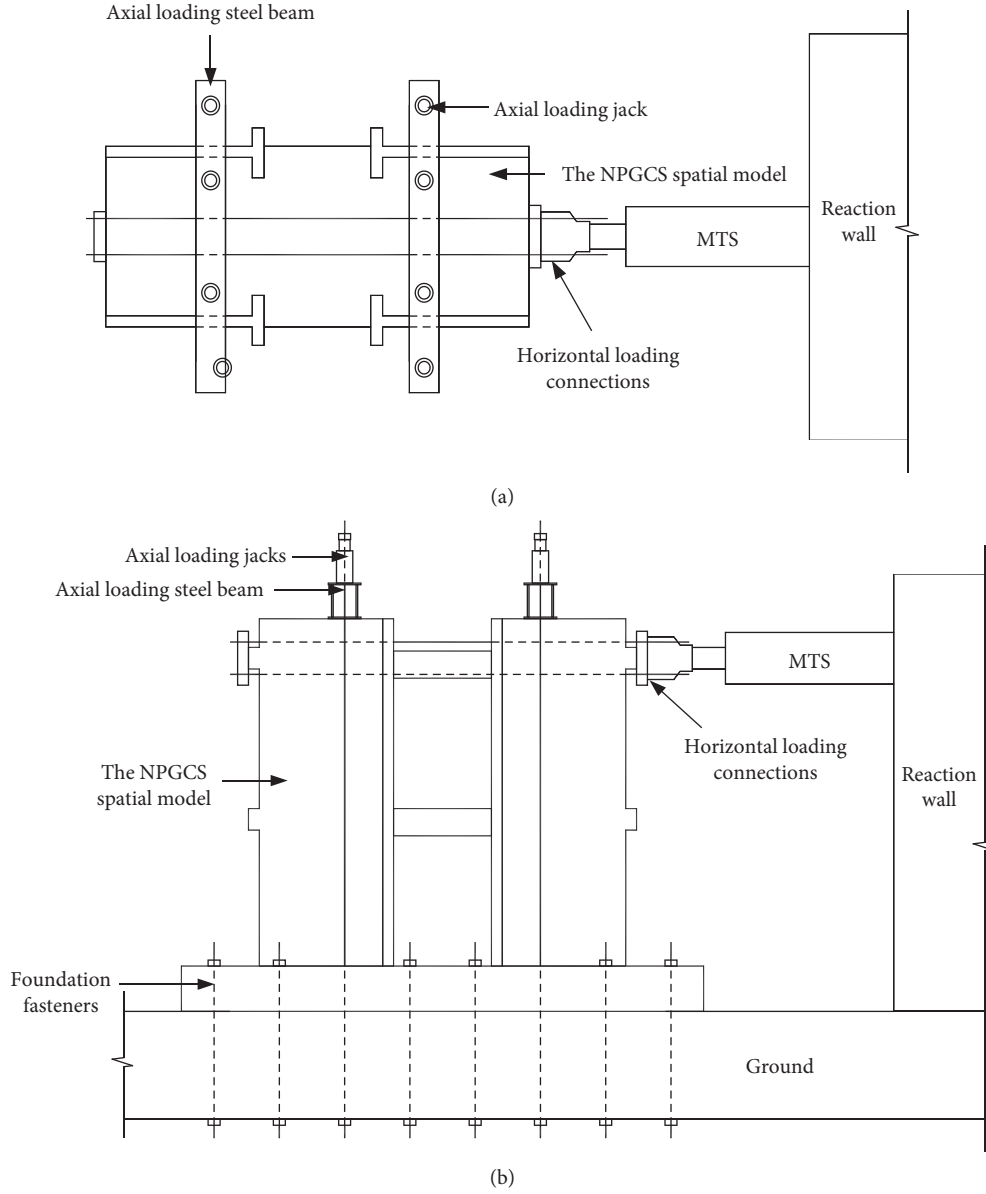 Axial loading steel beam
Axial loading jack
The NPGCS spatial model
Reaction
wall
MTS
Horizontal loading
connections
(a)
Axial loading jacks
Axial loading steel beam
MTS
The NPGCS
spatial model
Horizontal loading
connections
Reaction
wall
Foundation
fasteners
Ground
(b)